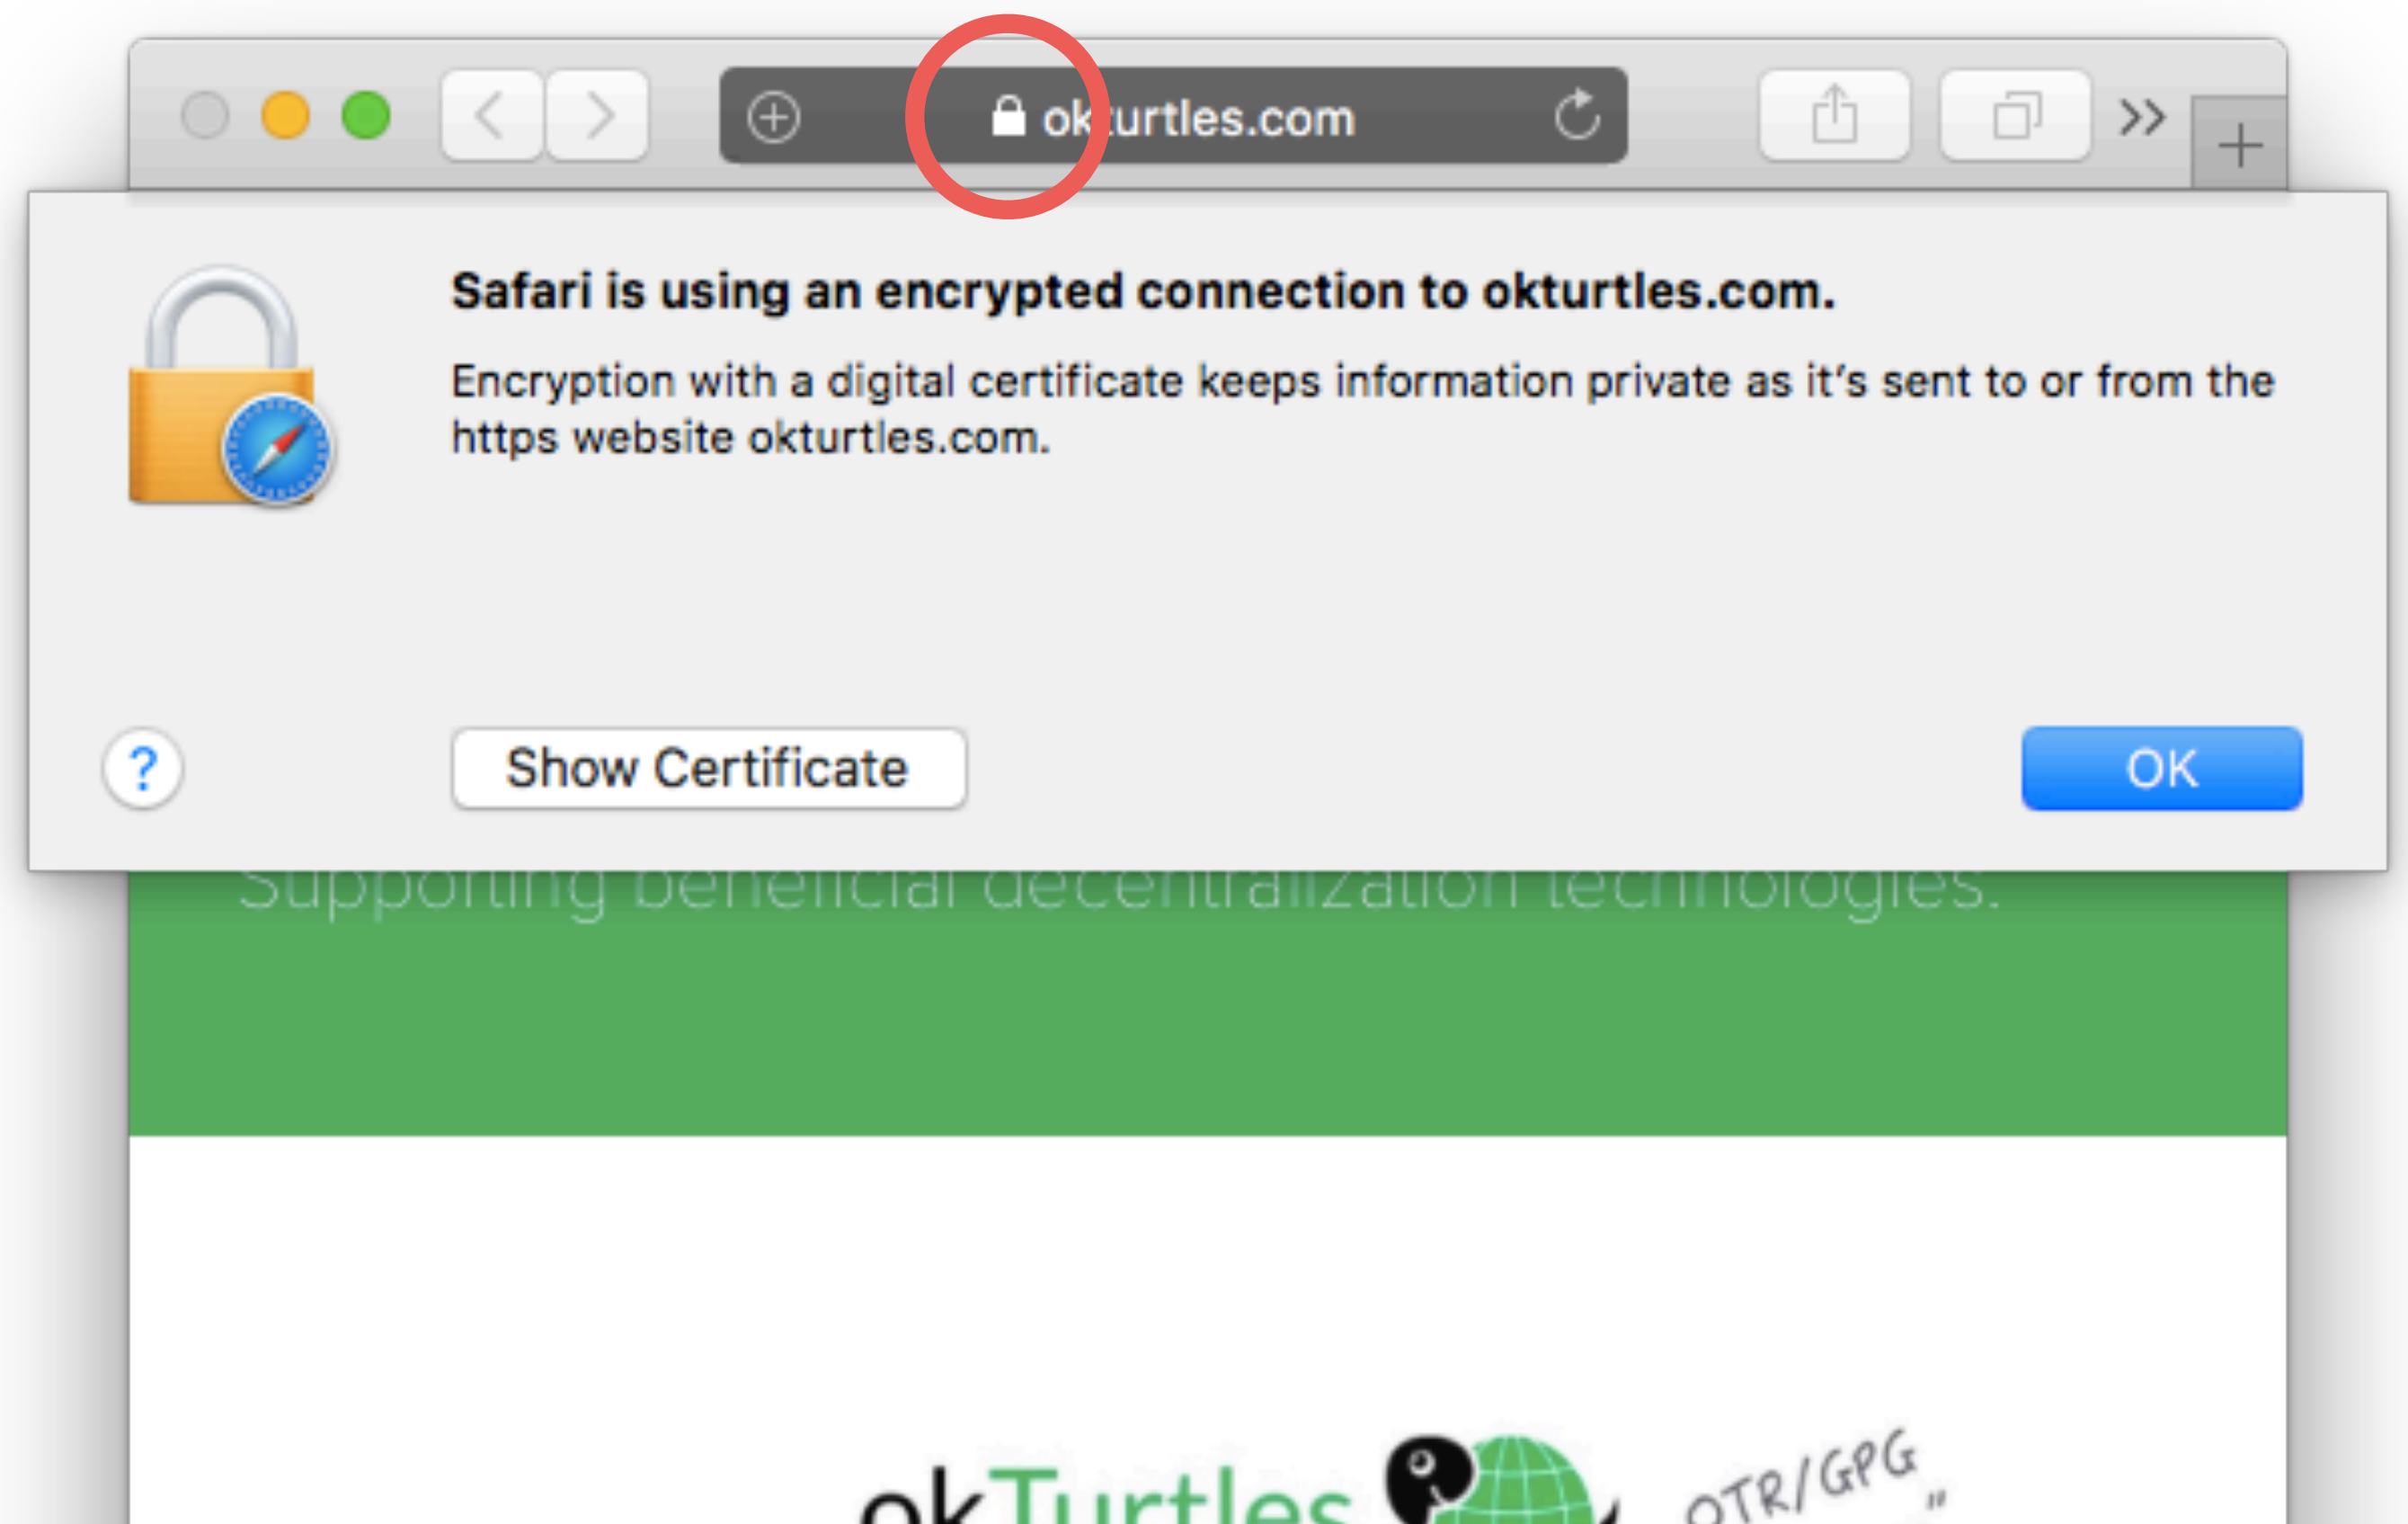 okturtles.com
Safari is using an encrypted connection to okturtles.com.
Encryption with a digital certificate keeps information private as it's sent to or from the
https website okturtles.com.
?
Show Certificate
OK
Supporting beneficial decentralization technologies.
okTurtles
OTR/GPG